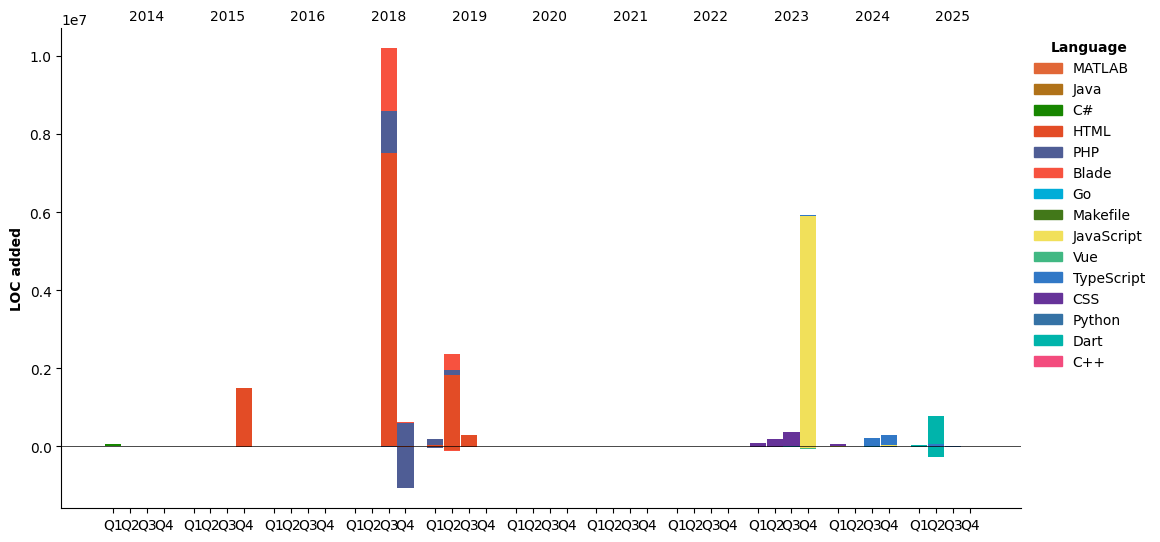 2014 2015 2016 2018 2019 2020 2021 2022 2023 2024 2025
1e7
Language
MATLAB
Java
C#
HTML
PHP
Blade
Go
Makefile
JavaScript
Vue
TypeScript
CSS
Python
Dart
C++
LOC added
1.0
0.8
0.6
0.4
0.2
0.0
Q1Q2Q3Q4 Q1Q2Q3Q4 Q1Q2Q3Q4 Q1Q2Q3Q4 Q1Q2Q3Q4 Q1Q2Q3Q4 Q1Q2Q3Q4 Q1Q2Q3Q4 Q1Q2Q3Q4 Q1Q2Q3Q4 Q1Q2Q3Q4